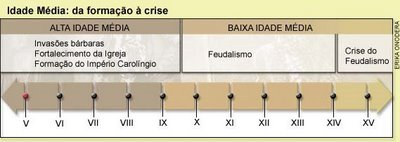 Idade Média: da formação à crise
ALTA IDADE MÉDIA
BAIXA IDADE MÉDIA
Invasões bárbaras
Fortalecimento da Igreja
Formação do Império Carolíngio
Feudalismo
Crise do
Feudalismo
ERIKA ONODERA
V VI VII VIII IX X XI XII XIII XIV XV